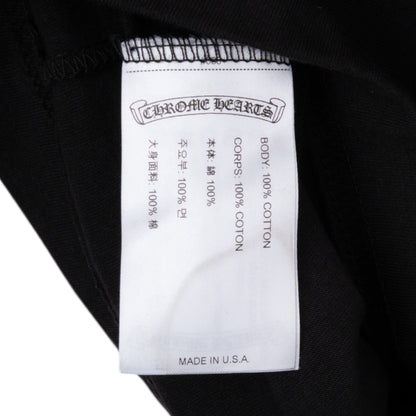 CHROME HEARTS
BODY: 100% COTTON
CORPS: 100% COTON
本体: 綿 100%
주요부: 100% 면
大身面料: 100% 棉
MADE IN U.S.A.